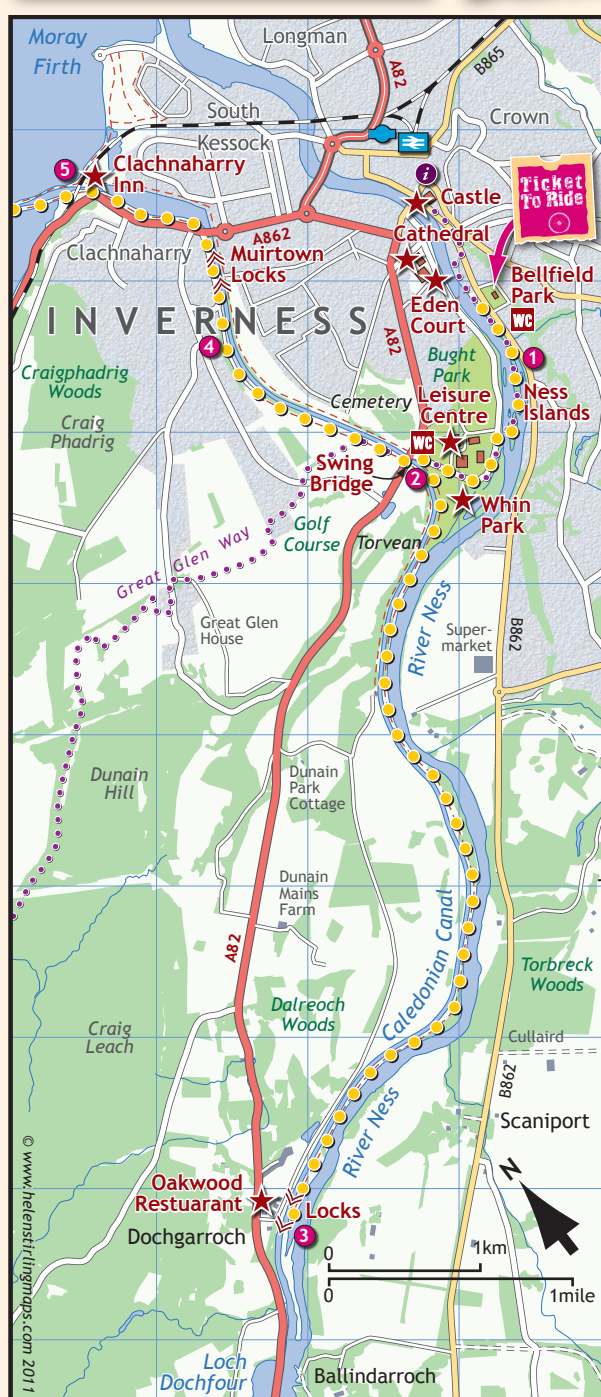 Moray
Firth
Longman
A82
B865
South
Kessock
Crown
5
Clachnaharry
Inn
i
Castle
Ticket
To Ride
Cathedral
Clachnaharry
A862
Muirtown
Locks
Bellfield
Park
Eden
Court
WC
INVERNESS
A82
4
Bught
Park
1
Craigphadrig
Woods
Cemetery
Leisure
Centre
Ness
Islands
Craig
Phadrig
WC
Swing
Bridge
2
Whin
Park
Golf
Course
Torvean
Great Glen Way
River Ness
Great Glen
House
Super-
market
B862
Dunain
Hill
Dunain
Park
Cottage
Dunain
Mains
Farm
A82
Caledonian Canal
Torbreck
Woods
Dalreoch
Woods
Craig
Leach
Cullaird
B862
River Ness
Scaniport
N
Oakwood
Restuarant
Locks
Dochgarroch
3
0
1km
0
1mile
Loch
Dochfour
Ballindarroch
© www.helenstirlingmaps.com 2011